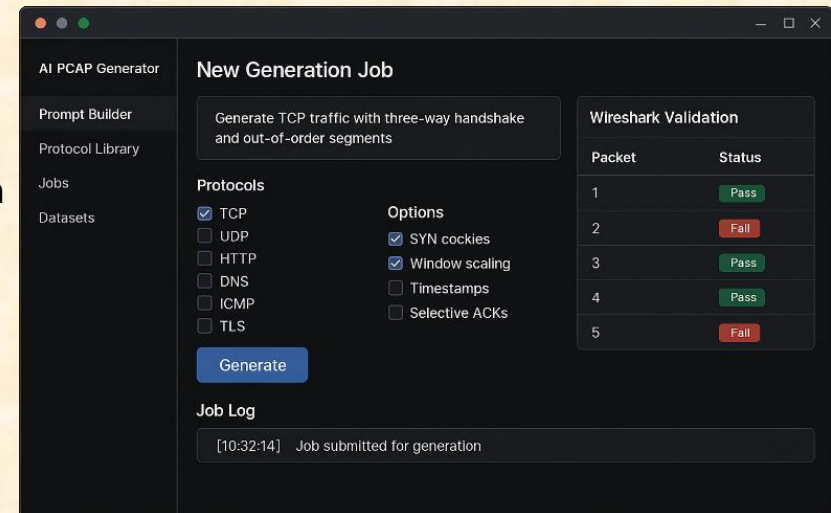 AI PCAP Generator
Prompt Builder
Protocol Library
Jobs
Datasets
New Generation Job
Generate TCP traffic with three-way handshake
and out-of-order segments
Protocols
TCP
UDP
HTTP
DNS
ICMP
TLS
Options
SYN cockies
Window scaling
Timestamps
Selective ACKs
Generate
Wireshark Validation
Packet Status
1 Pass
2 Fall
3 Pass
4 Pass
5 Fall
Job Log
[10:32:14] Job submitted for generation